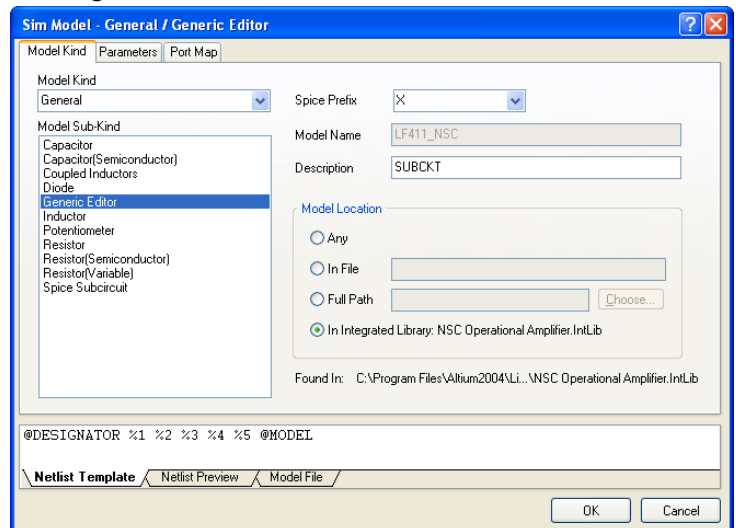 Sim Model - General / Generic Editor
Model Kind Parameters Port Map
Model Kind
General
Spice Prefix X
Model Sub-Kind
Capacitor
Capacitor(Semiconductor)
Coupled Inductors
Diode
Generic Editor
Inductor
Potentiometer
Resistor
Resistor(Semiconductor)
Resistor(Variable)
Spice Subcircuit
Model Name LF411_NSC
Description SUBCKT
Model Location
Any
In File
Full Path Choose...
In Integrated Library: NSC Operational Amplifier.IntLib
Found In: C:\Program Files\Altium2004\Li...\NSC Operational Amplifier.IntLib
@DESIGNATOR %1 %2 %3 %4 %5 @MODEL
Netlist Template Netlist Preview Model File
OK Cancel